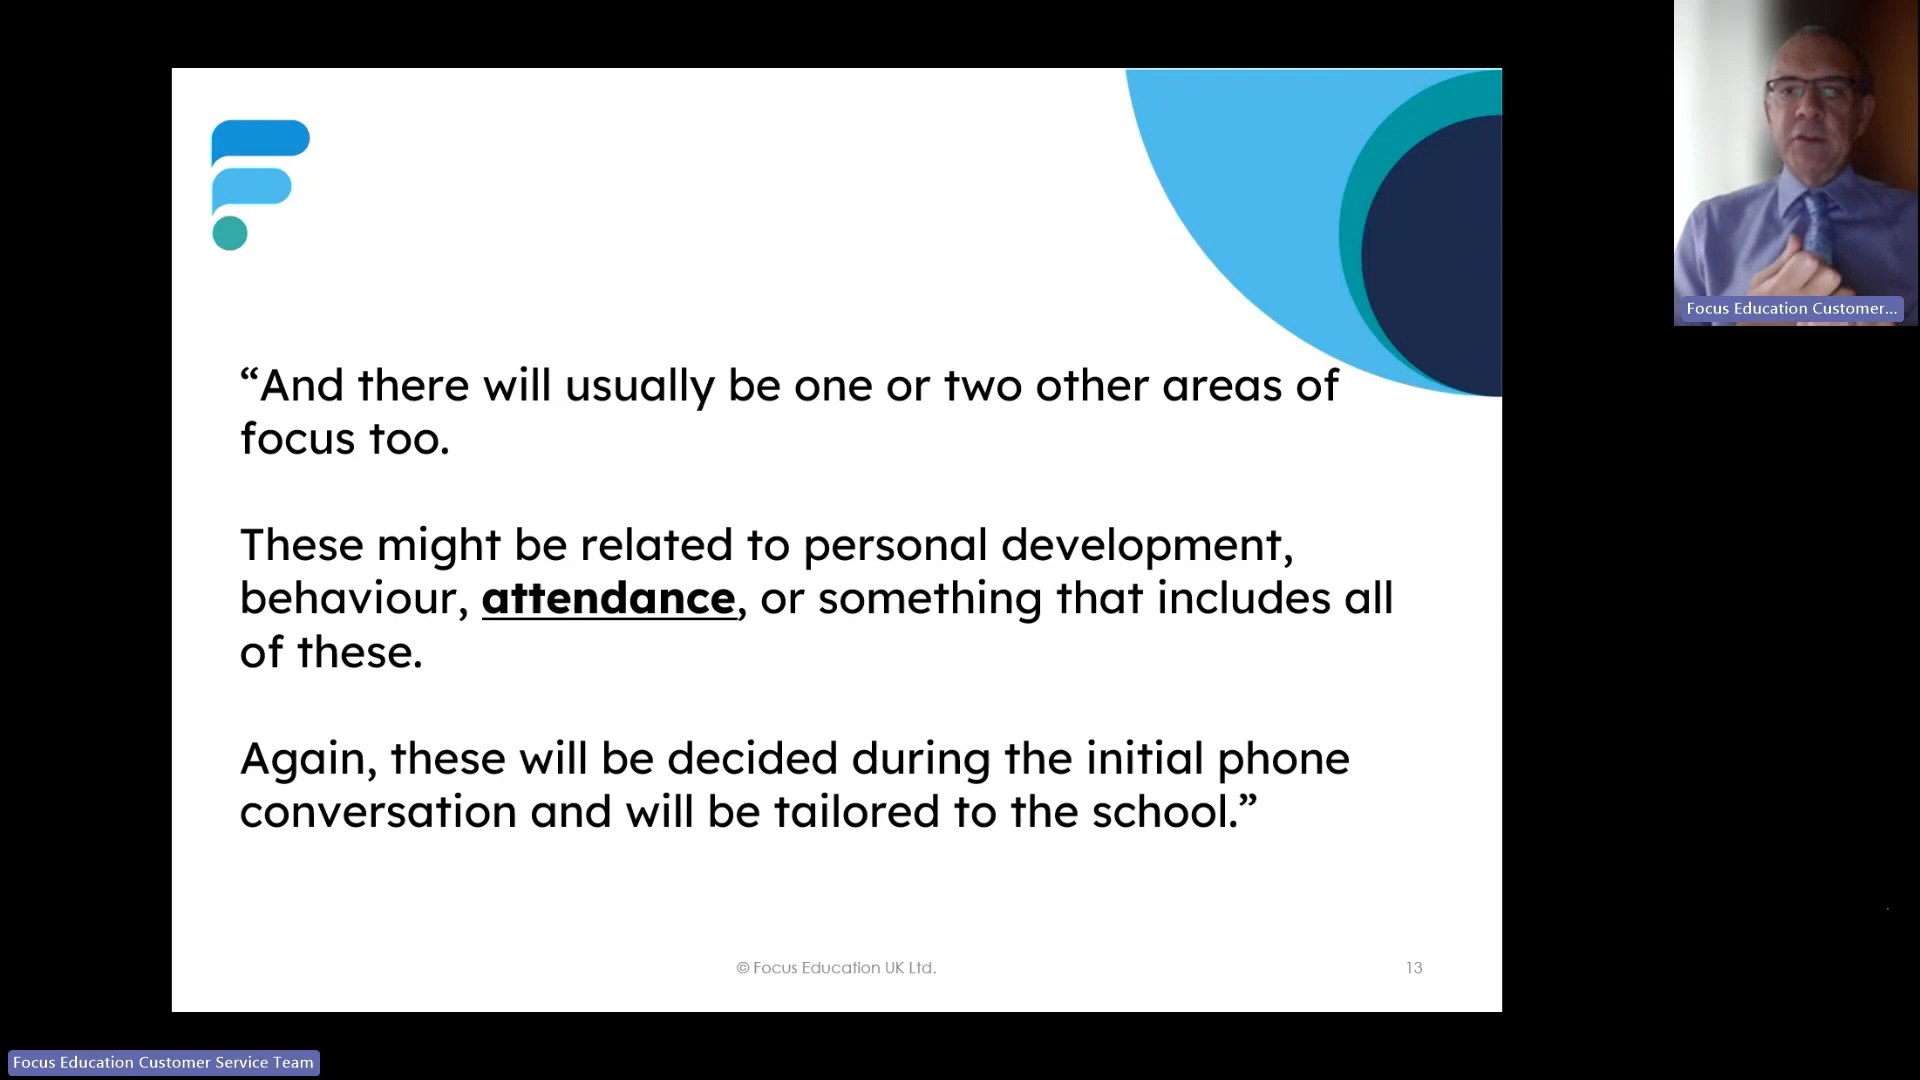 Focus Education Customer...
“And there will usually be one or two other areas of
focus too.
These might be related to personal development,
behaviour, attendance, or something that includes all
of these.
Again, these will be decided during the initial phone
conversation and will be tailored to the school.”
© Focus Education UK Ltd.
13
Focus Education Customer Service Team